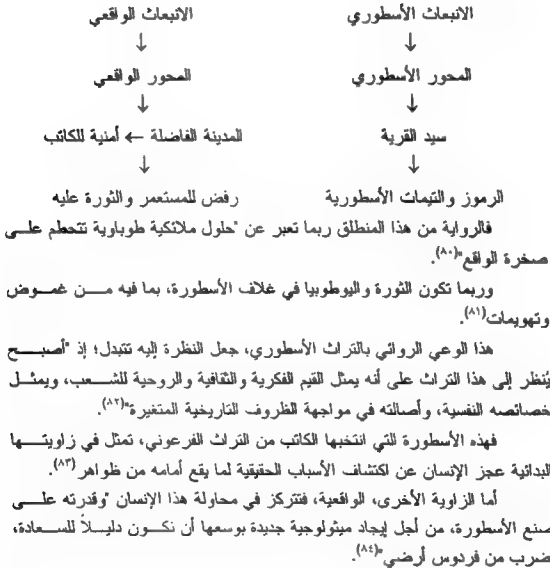 الانبعاث الأسطوري الانبعاث الواقعي
↓ ↓
المحور الأسطوري المحور الواقعي
↓ ↓
سيد القرية المدينة الفاضلة ← أمنية للكاتب
↓ ↓
الرموز والتيمات الأسطورية رفض للمستعمر والثورة عليه
فالرواية من هذا المنطلق ربما تعبر عن "حلول ملائكية طوباوية تتحطم على
صخرة الواقع"(٨٠).
وربما تكون الثورة واليوطوبيا في غلاف الأسطورة، بما فيه من غموض
وتهويمات(٨١).
هذا الوعي الروائي بالتراث الأسطوري، جعل النظرة إليه تتبدل؛ إذ "أصبح
يُنظر إلى هذا التراث على أنه يمثل القيم الفكرية والثقافية والروحية للشعب، ويمثل
خصائصه النفسية، وأصالته في مواجهة الظروف التاريخية المتغيرة"(٨٢).
فهذه الأسطورة التي انتخبها الكاتب من التراث الفرعوني، تمثل في زاويتها
البدائية عجز الإنسان عن اكتشاف الأسباب الحقيقية لما يقع أمامه من ظواهر(٨٣).
أما الزاوية الأخرى، الواقعية، فتتركز في محاولة هذا الإنسان "وقدرته على
صنع الأسطورة، من أجل إيجاد ميثولوجية جديدة بوسعها أن تكون دليلاً للسعادة،
ضرب من فردوس أرضي"(٨٤).